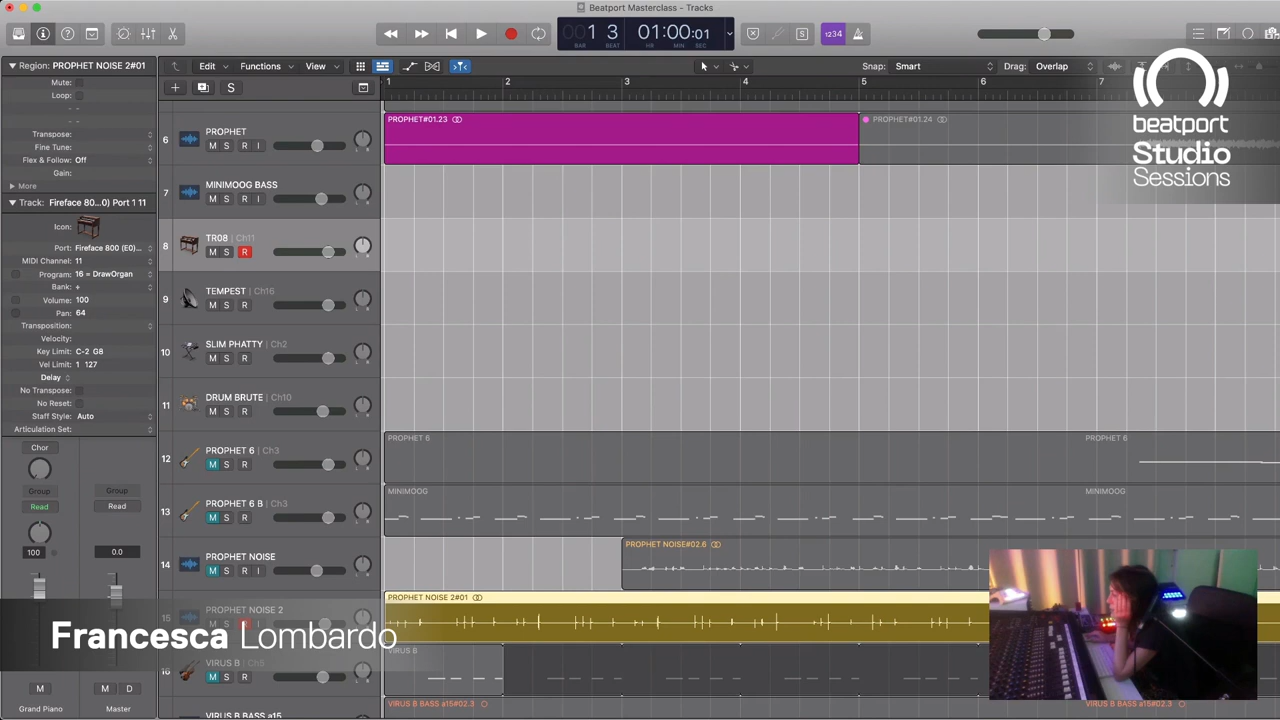 Beatport Masterclass - Tracks
1 3 01:00:01
BAR BEAT HR MIN SEC
1234
Region: PROPHET NOISE 2#01
Edit Functions View Snap: Smart Drag: Overlap
Mute:
Loop:
Transpose:
Fine Tune:
Flex & Follow: Off
Gain:
More
S
1 2 3 4 5 6 7
beatport
Studio
Sessions
6 PROPHET
M S R I
PROPHET#01.23
PROPHET#01.24
7 MINIMOOG BASS
M S R I
Track: Fireface 80...0) Port 1 11
Icon:
Port: Fireface 800 (E0)...
MIDI Channel: 11
Program: 16 = DrawOrgan
Bank: +
Volume: 100
Pan: 64
Transposition:
Velocity:
Key Limit: C-2 G8
Vel Limit: 1 127
Delay
No Transpose:
No Reset:
Staff Style: Auto
Articulation Set:
8 TR08 | Ch11
M S R
9 TEMPEST | Ch16
M S R
10 SLIM PHATTY | Ch2
M S R
11 DRUM BRUTE | Ch10
M S R
12 PROPHET 6 | Ch3
M S R
PROPHET 6 PROPHET 6
13 PROPHET 6 B | Ch3
M S R
MINIMOOG MINIMOOG
14 PROPHET NOISE
M S R I
PROPHET NOISE#02.6
15 PROPHET NOISE 2
PROPHET NOISE 2#01
16 VIRUS B | Ch5
M S R
VIRUS B
VIRUS B BASS a15
VIRUS B BASS a15#02.3 VIRUS B BASS a15#02.3
Chor
Group Group
Read Read
100 0.0
Francesca Lombardo
M M D
Grand Piano Master